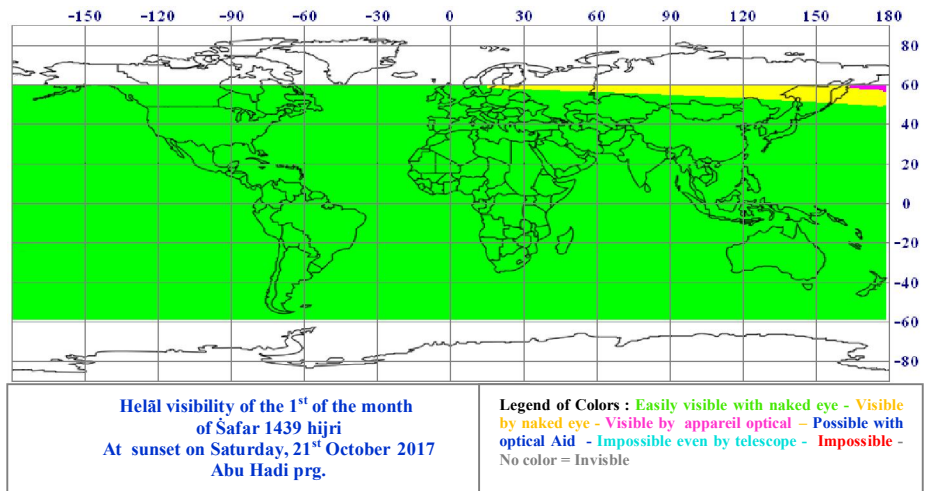 -150 -120 -90 -60 -30 0 30 60 90 120 150 180
80
60
40
20
0
-20
-40
-60
-80
Helāl visibility of the 1st of the month
of Ṡafar 1439 hijri
At sunset on Saturday, 21st October 2017
Abu Hadi prg.
Legend of Colors : Easily visible with naked eye - Visible
by naked eye - Visible by appareil optical – Possible with
optical Aid - Impossible even by telescope - Impossible -
No color = Invisble